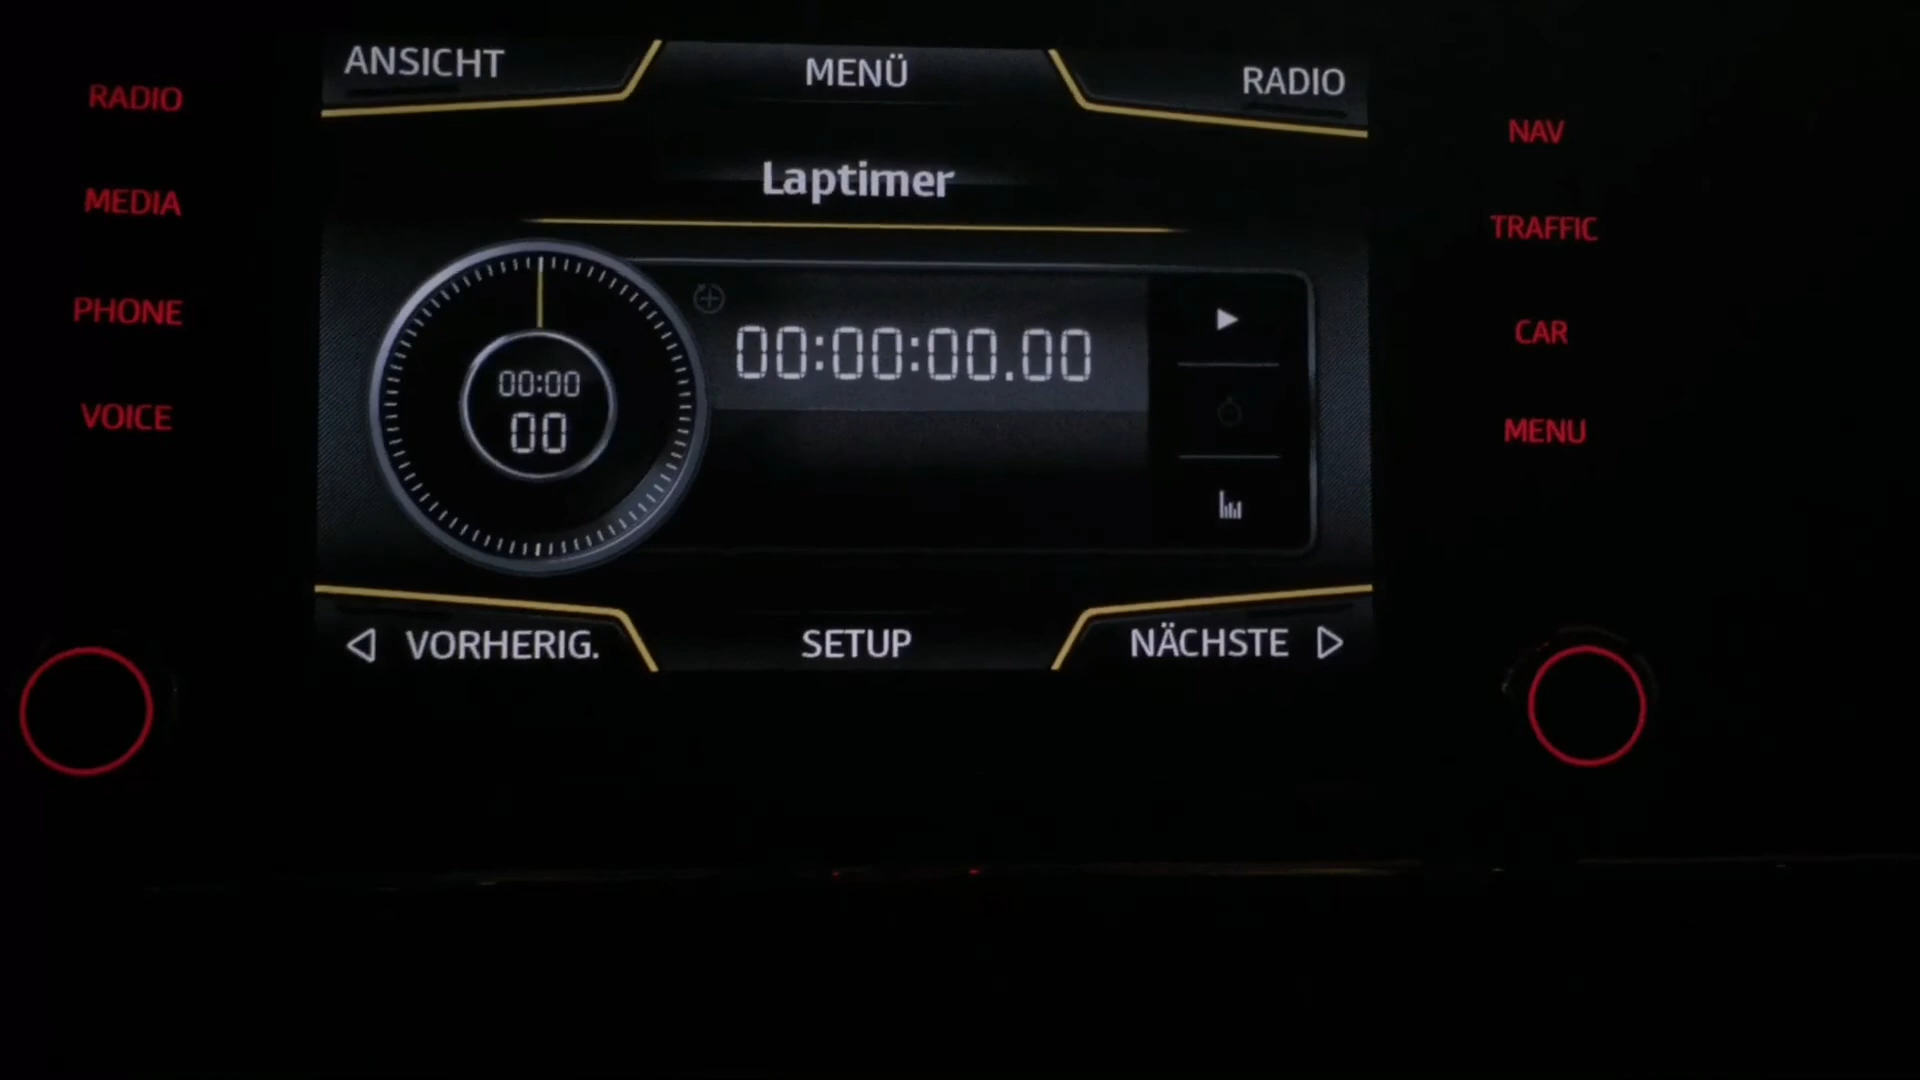 ANSICHT MENÜ RADIO
RADIO
MEDIA
PHONE
VOICE
Laptimer
00:00:00.00
00:00
00
VORHERIG. SETUP NÄCHSTE
NAV
TRAFFIC
CAR
MENU